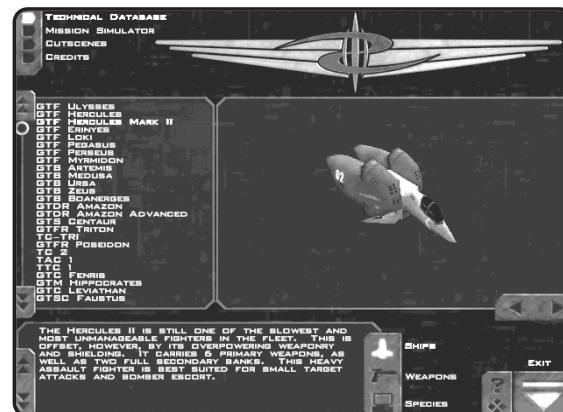 Technical Database
Mission Simulator
Cutscenes
Credits
GTF Ulysses
GTF Hercules
GTF Hercules Mark II
GTF Erinyes
GTF Loki
GTF Pegasus
GTF Perseus
GTF Myrmidon
GTB Artemis
GTB Medusa
GTB Ursa
GTB Zeus
GTB Boanerges
GTDR Amazon
GTDR Amazon Advanced
GTS Centaur
GTFR Triton
TC-TRI
GTFR Poseidon
TC 2
TAC 1
TTC 1
GTC Fenris
GTM Hippocrates
GTC Leviathan
GTSC Faustus
02
The Hercules II is still one of the slowest and
most unmanageable fighters in the fleet. This is
offset, however, by its overpowering weaponry
and shielding. It carries 6 primary weapons, as
well as two full secondary banks. This heavy
assault fighter is best suited for small target
attacks and bomber escort.
Ships
Weapons
Species
Exit
?